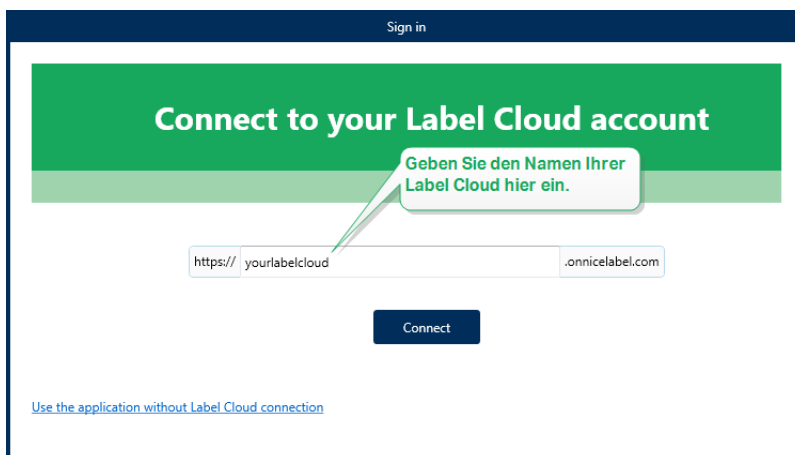 Sign in
Connect to your Label Cloud account
Geben Sie den Namen Ihrer
Label Cloud hier ein.
https:// yourlabelcloud .onnicelabel.com
Connect
Use the application without Label Cloud connection